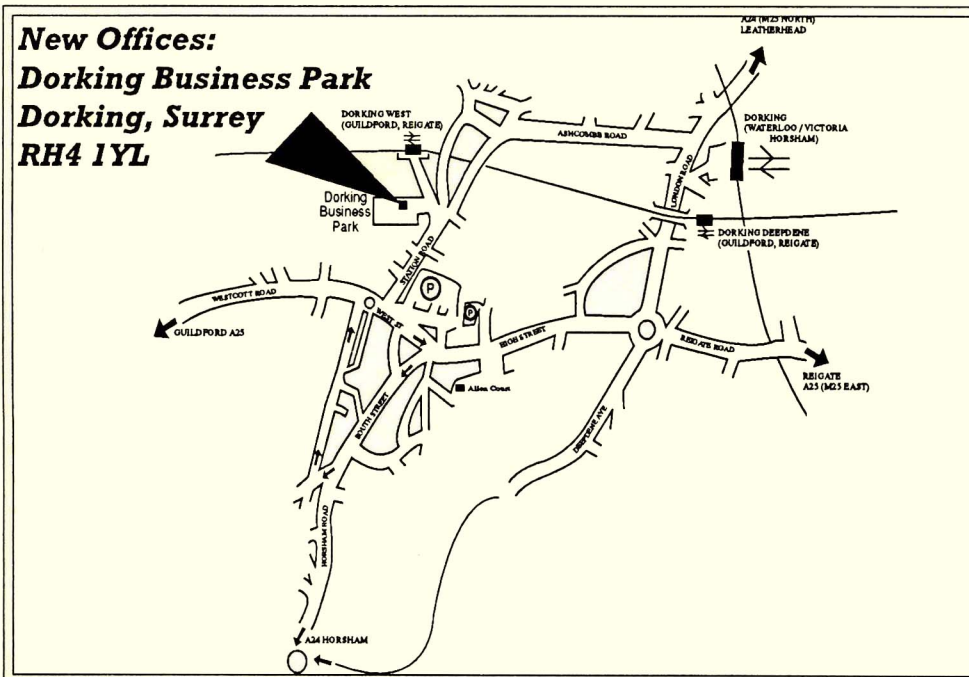 New Offices:
Dorking Business Park
Dorking, Surrey
RH4 1YL
A24 (M25 NORTH)
LEATHERHEAD
DORKING WEST
(GUILDFORD, REIGATE)
ASHCOMBE ROAD
DORKING
(WATERLOO / VICTORIA
HORSHAM)
LONDON ROAD
Dorking
Business
Park
DORKING DEEPDENE
(GUILDFORD, REIGATE)
STATION ROAD
P
P
WESTCOTT ROAD
WEST ST
GUILDFORD A25
HIGH STREET
REIGATE ROAD
REIGATE
A25 (M25 EAST)
Allen Court
SOUTH STREET
DEEPDENE AVE
HORSHAM ROAD
A24 HORSHAM